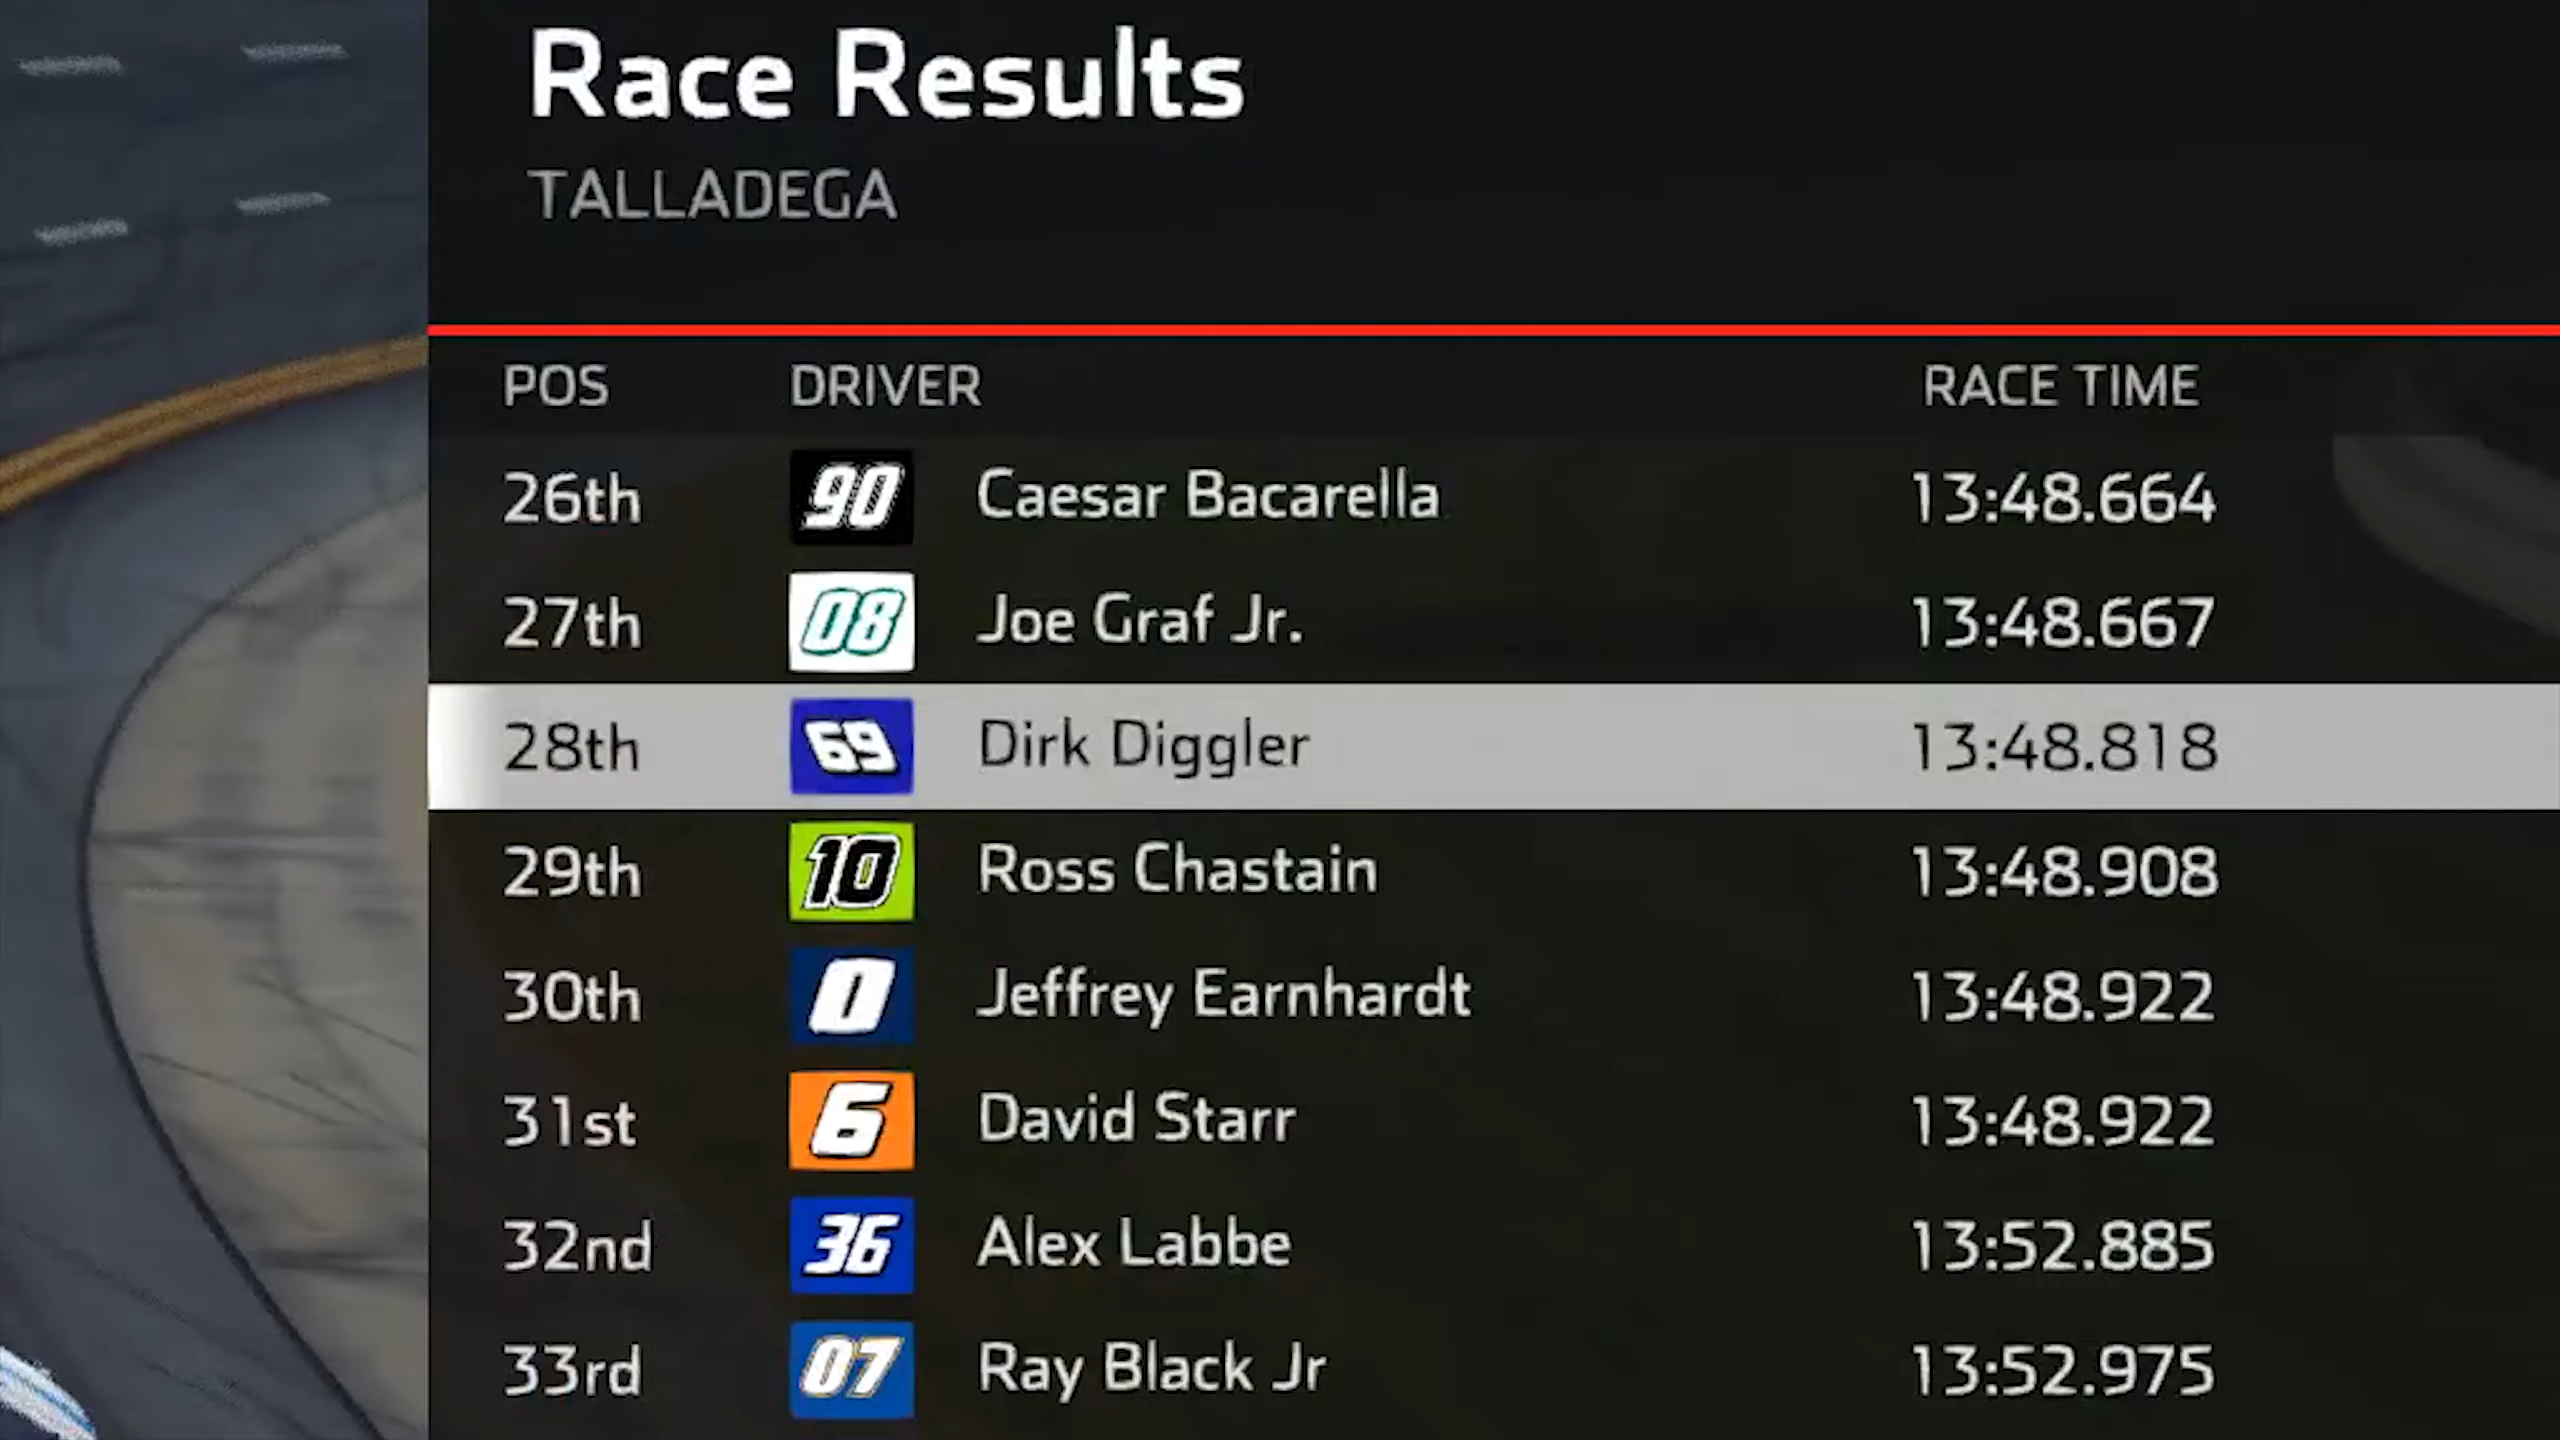 Race Results
TALLADEGA
POS DRIVER RACE TIME
26th 90 Caesar Bacarella 13:48.664
27th 08 Joe Graf Jr. 13:48.667
28th 69 Dirk Diggler 13:48.818
29th 10 Ross Chastain 13:48.908
30th 0 Jeffrey Earnhardt 13:48.922
31st 6 David Starr 13:48.922
32nd 36 Alex Labbe 13:52.885
33rd 07 Ray Black Jr 13:52.975